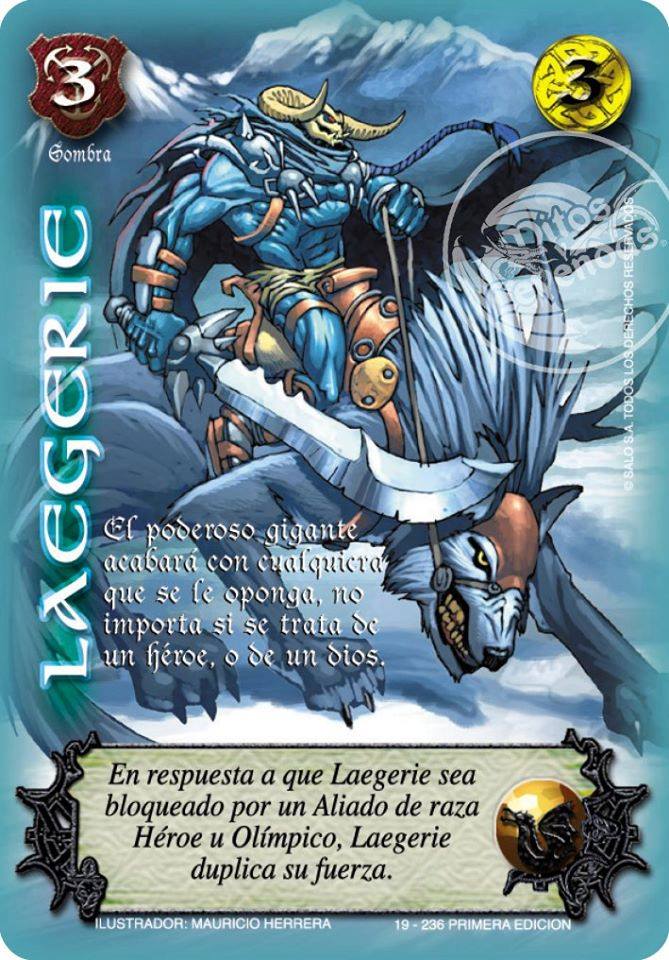 3
Sombra
3
Mitos y Leyendas
®
LAEGERIE
© SALO S.A. TODOS LOS DERECHOS RESERVADOS
El poderoso gigante
acabará con cualquiera
que se le oponga, no
importa si se trata de
un héroe, o de un dios.
En respuesta a que Laegerie sea
bloqueado por un Aliado de raza
Héroe u Olímpico, Laegerie
duplica su fuerza.
ILUSTRADOR: MAURICIO HERRERA
19 - 236 PRIMERA EDICION